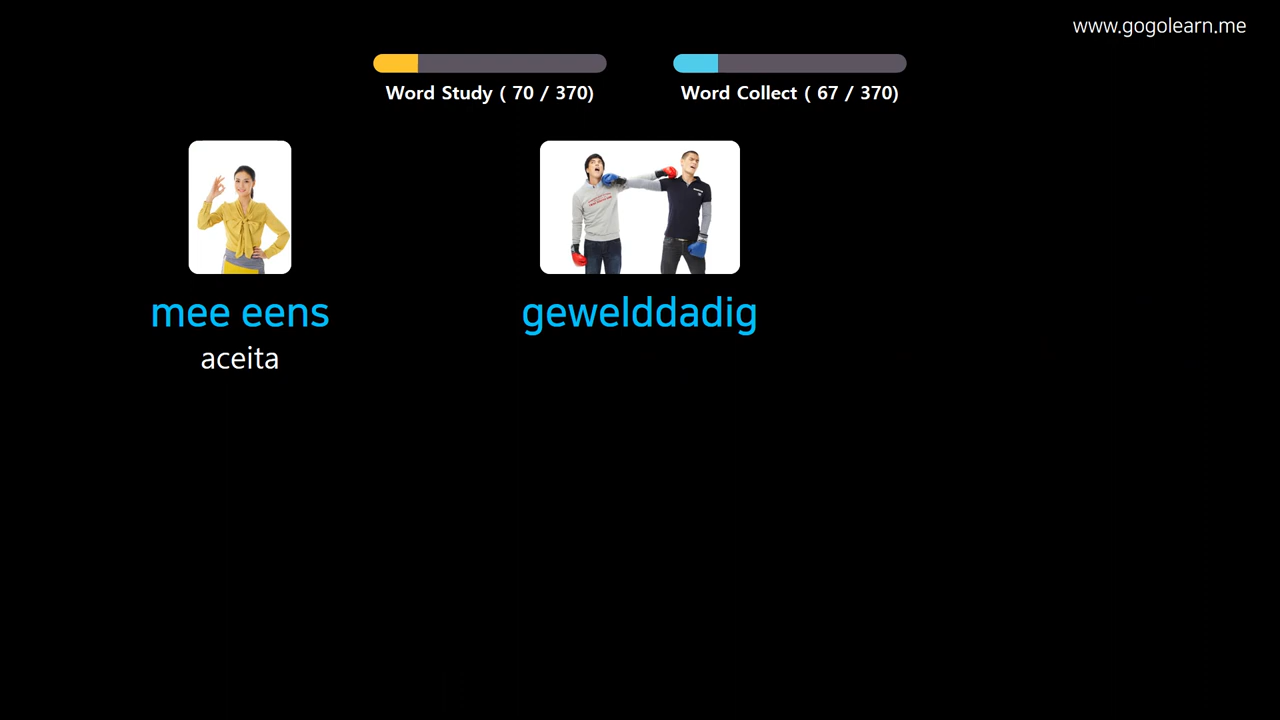 www.gogolearn.me
Word Study ( 70 / 370)
Word Collect ( 67 / 370)
mee eens
aceita
gewelddadig